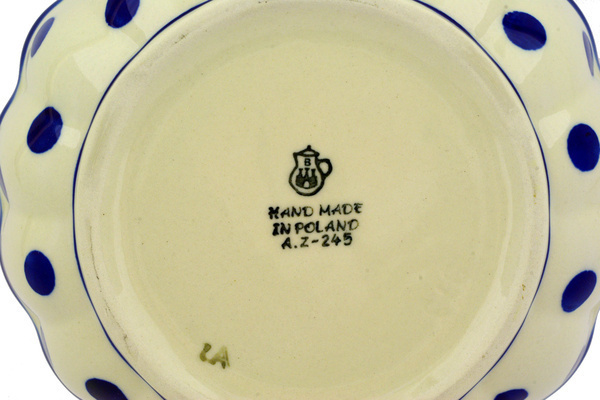 B
HAND MADE
IN POLAND
A.Z-245
LA